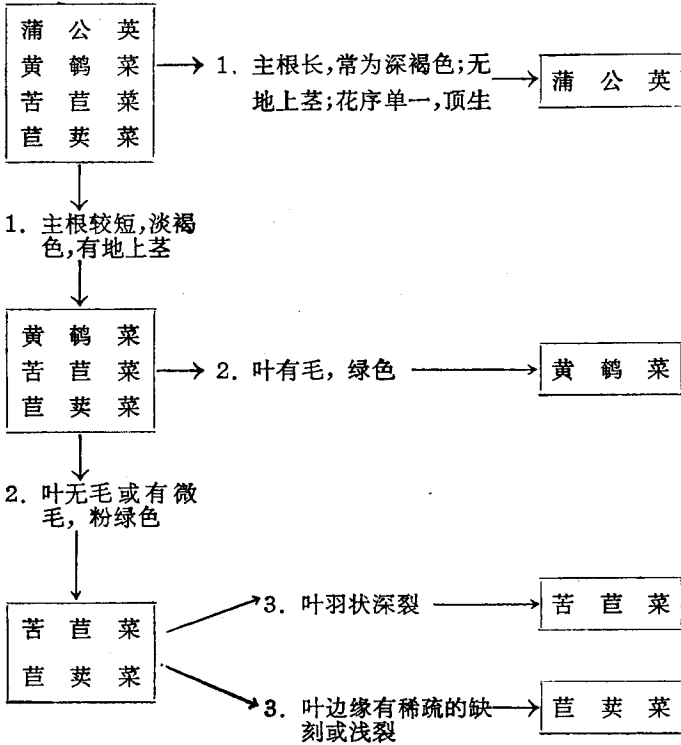 蒲 公 英
黄 鹌 菜
苦 苣 菜
苣 荬 菜
1. 主根长，常为深褐色；无
地上茎；花序单一，顶生
蒲 公 英
1. 主根较短，淡褐
色，有地上茎
黄 鹌 菜
苦 苣 菜
苣 荬 菜
2. 叶有毛，绿色
黄 鹌 菜
2. 叶无毛或有微
毛，粉绿色
苦 苣 菜
苣 荬 菜
3. 叶羽状深裂
苦 苣 菜
3. 叶边缘有稀疏的缺
刻或浅裂
苣 荬 菜